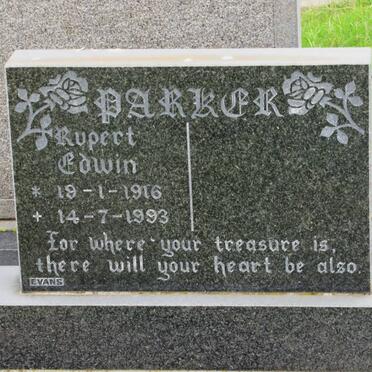 PARKER
Rupert
Edwin
* 19-1-1916
+ 14-7-1993
For where your treasure is,
there will your heart be also.
EVANS